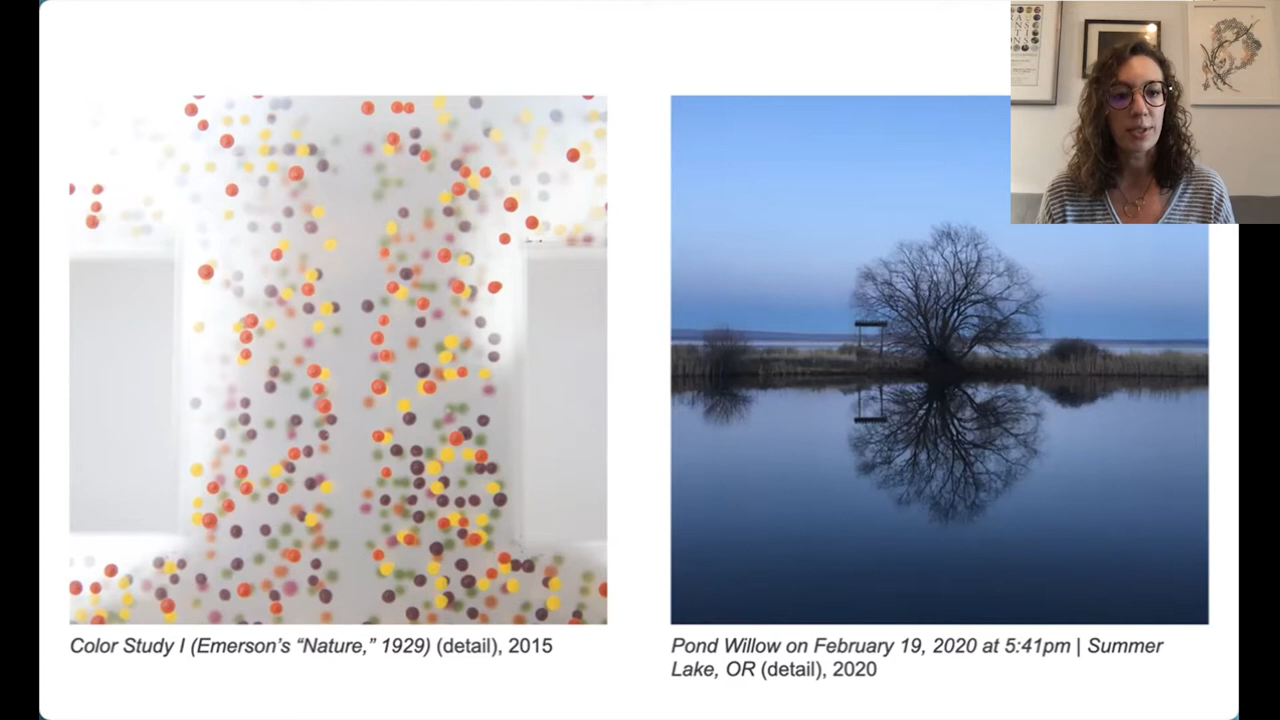 Color Study I (Emerson’s “Nature,” 1929) (detail), 2015
Pond Willow on February 19, 2020 at 5:41pm | Summer
Lake, OR (detail), 2020